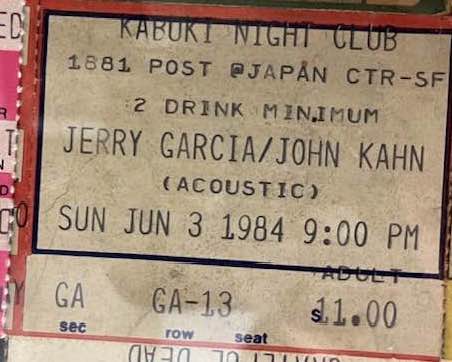 KABUKI NIGHT CLUB
1881 POST @JAPAN CTR-SF
2 DRINK MINIMUM
JERRY GARCIA/JOHN KAHN
(ACOUSTIC)
SUN JUN 3 1984 9:00 PM
ADULT
GA GA-13 $11.00
sec row seat